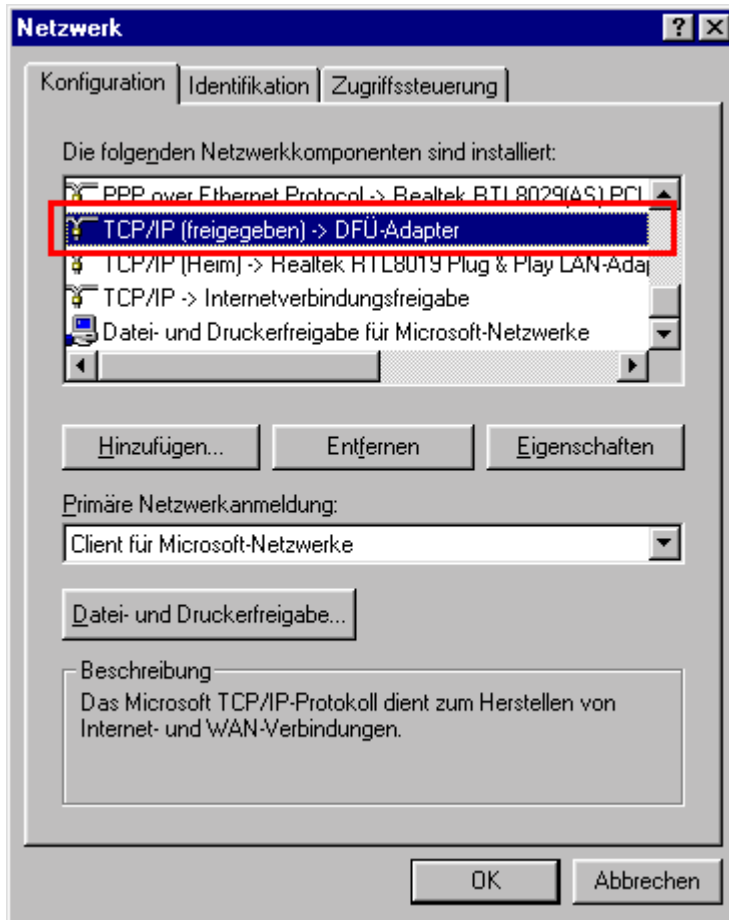 Netzwerk
Konfiguration
Identifikation
Zugriffssteuerung
Die folgenden Netzwerkkomponenten sind installiert:
PPP over Ethernet Protocol -> Realtek RTL8029(AS) PCI
TCP/IP (freigegeben) -> DFÜ-Adapter
TCP/IP (Heim) -> Realtek RTL8019 Plug & Play LAN-Ada
TCP/IP -> Internetverbindungsfreigabe
Datei- und Druckerfreigabe für Microsoft-Netzwerke
Hinzufügen...
Entfernen
Eigenschaften
Primäre Netzwerkanmeldung:
Client für Microsoft-Netzwerke
Datei- und Druckerfreigabe...
Beschreibung
Das Microsoft TCP/IP-Protokoll dient zum Herstellen von
Internet- und WAN-Verbindungen.
OK
Abbrechen